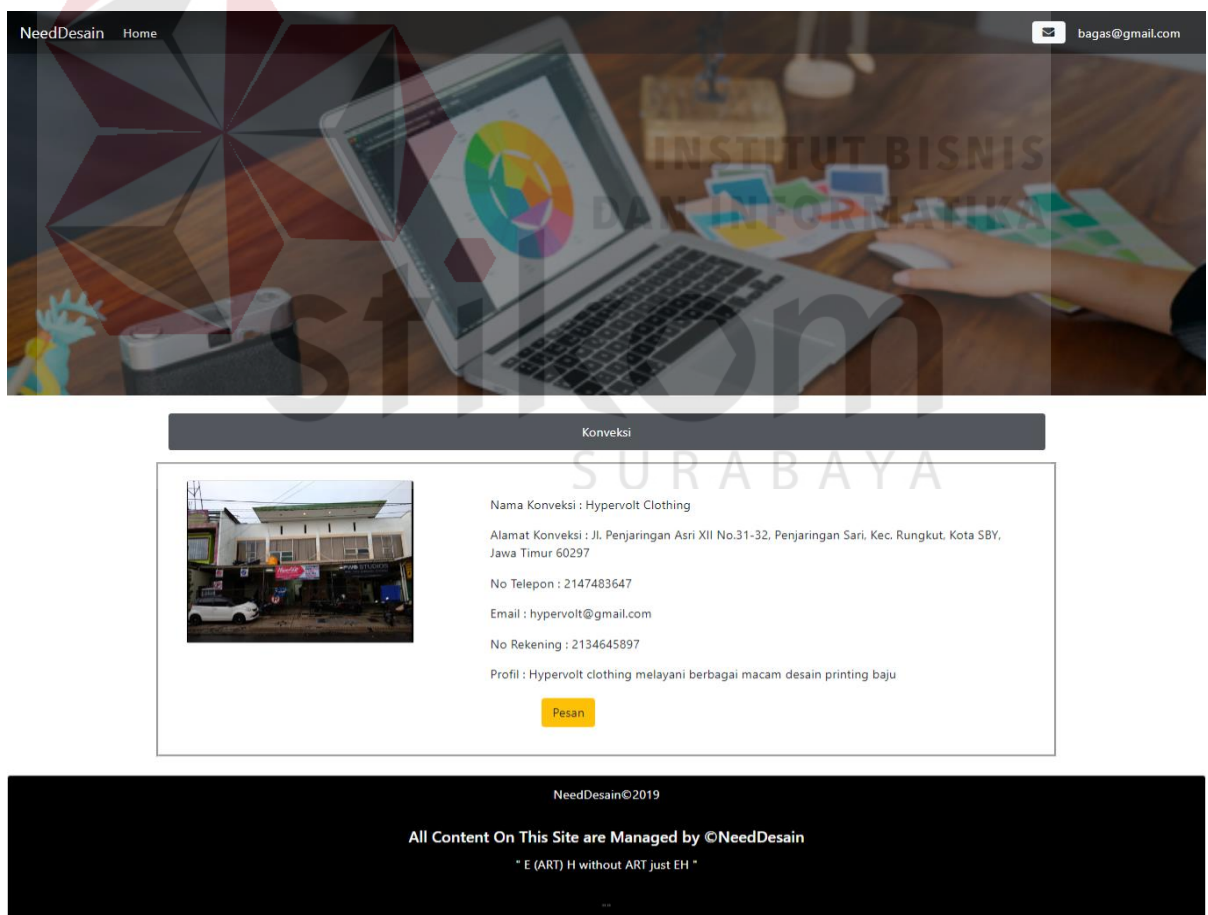 NeedDesain Home
bagas@gmail.com
INSTITUT BISNIS
DAN INFORMATIKA
stikom
SURABAYA
Konveksi
Nama Konveksi : Hypervolt Clothing
Alamat Konveksi : Jl. Penjaringan Asri XII No.31-32, Penjaringan Sari, Kec. Rungkut, Kota SBY,
Jawa Timur 60297
No Telepon : 2147483647
Email : hypervolt@gmail.com
No Rekening : 2134645897
Profil : Hypervolt clothing melayani berbagai macam desain printing baju
Pesan
NeedDesain©2019
All Content On This Site are Managed by ©NeedDesain
" E (ART) H without ART just EH "